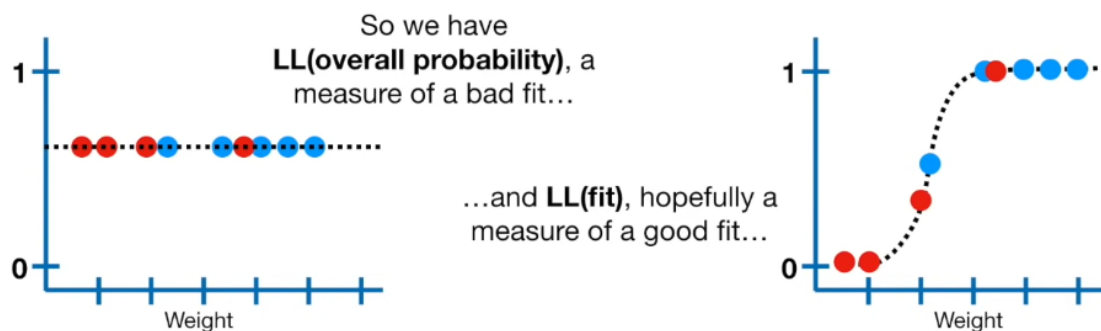 So we have
LL(overall probability), a
measure of a bad fit…
1
0
Weight
…and LL(fit), hopefully a
measure of a good fit…
1
0
Weight